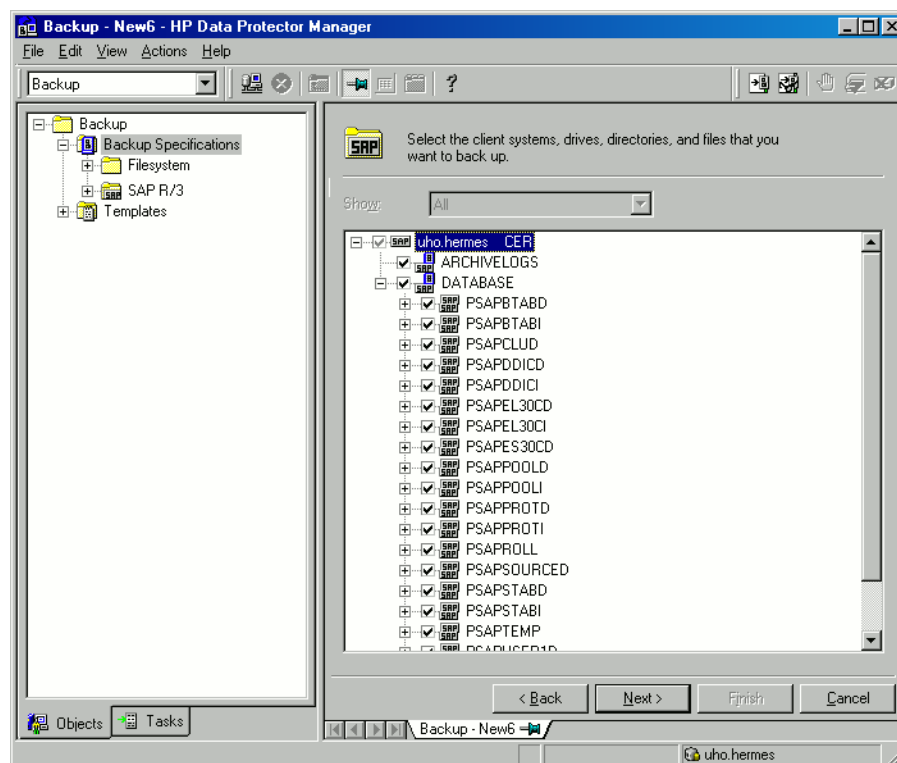 Backup - New6 - HP Data Protector Manager
File Edit View Actions Help
Backup
?
Backup
Backup Specifications
Filesystem
SAP R/3
Templates
SAP
Select the client systems, drives, directories, and files that you
want to back up.
Show:
All
uho.hermes CER
ARCHIVELOGS
DATABASE
PSAPBTABD
PSAPBTABI
PSAPCLUD
PSAPDDICD
PSAPDDICI
PSAPEL30CD
PSAPEL30CI
PSAPES30CD
PSAPPOOLD
PSAPPOOLI
PSAPPROTD
PSAPPROTI
PSAPROLL
PSAPSOURCED
PSAPSTABD
PSAPSTABI
PSAPTEMP
PSAPUSER1D
< Back Next > Finish Cancel
Objects Tasks
Backup - New6
uho.hermes